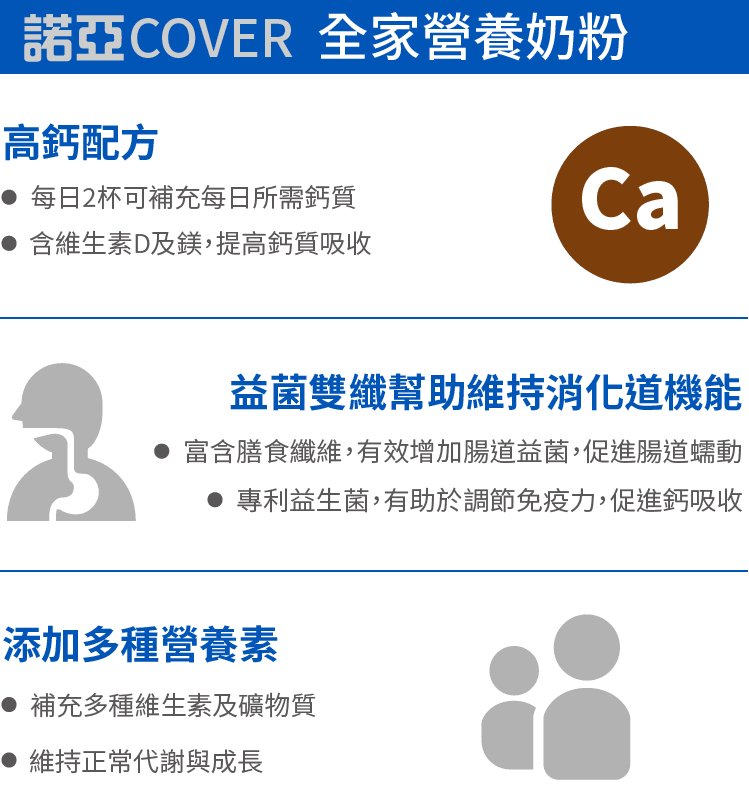 諾亞COVER 全家營養奶粉
高鈣配方
● 每日2杯可補充每日所需鈣質
● 含維生素D及鎂，提高鈣質吸收
Ca
益菌雙纖幫助維持消化道機能
● 富含膳食纖維，有效增加腸道益菌，促進腸道蠕動
● 專利益生菌，有助於調節免疫力，促進鈣吸收
添加多種營養素
● 補充多種維生素及礦物質
● 維持正常代謝與成長